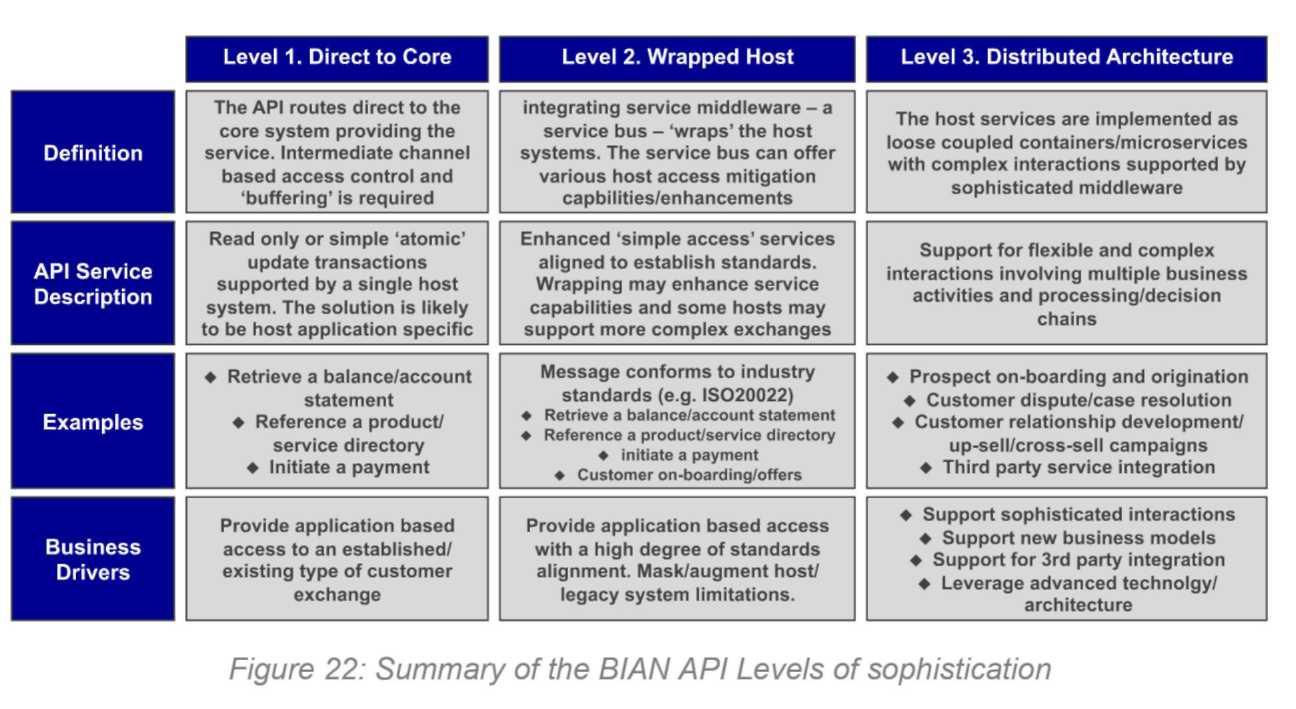 Level 1. Direct to Core
Level 2. Wrapped Host
Level 3. Distributed Architecture
Definition
The API routes direct to the
core system providing the
service. Intermediate channel
based access control and
‘buffering’ is required
integrating service middleware – a
service bus – ‘wraps’ the host
systems. The service bus can offer
various host access mitigation
capbilities/enhancements
The host services are implemented as
loose coupled containers/microservices
with complex interactions supported by
sophisticated middleware
API Service
Description
Read only or simple ‘atomic’
update transactions
supported by a single host
system. The solution is likely
to be host application specific
Enhanced ‘simple access’ services
aligned to establish standards.
Wrapping may enhance service
capabilities and some hosts may
support more complex exchanges
Support for flexible and complex
interactions involving multiple business
activities and processing/decision
chains
Examples
◆ Retrieve a balance/account
statement
◆ Reference a product/
service directory
◆ Initiate a payment
Message conforms to industry
standards (e.g. ISO20022)
◆ Retrieve a balance/account statement
◆ Reference a product/service directory
◆ initiate a payment
◆ Customer on-boarding/offers
◆ Prospect on-boarding and origination
◆ Customer dispute/case resolution
◆ Customer relationship development/
up-sell/cross-sell campaigns
◆ Third party service integration
Business
Drivers
Provide application based
access to an established/
existing type of customer
exchange
Provide application based access
with a high degree of standards
alignment. Mask/augment host/
legacy system limitations.
◆ Support sophisticated interactions
◆ Support new business models
◆ Support for 3rd party integration
◆ Leverage advanced technolgy/
architecture
Figure 22: Summary of the BIAN API Levels of sophistication